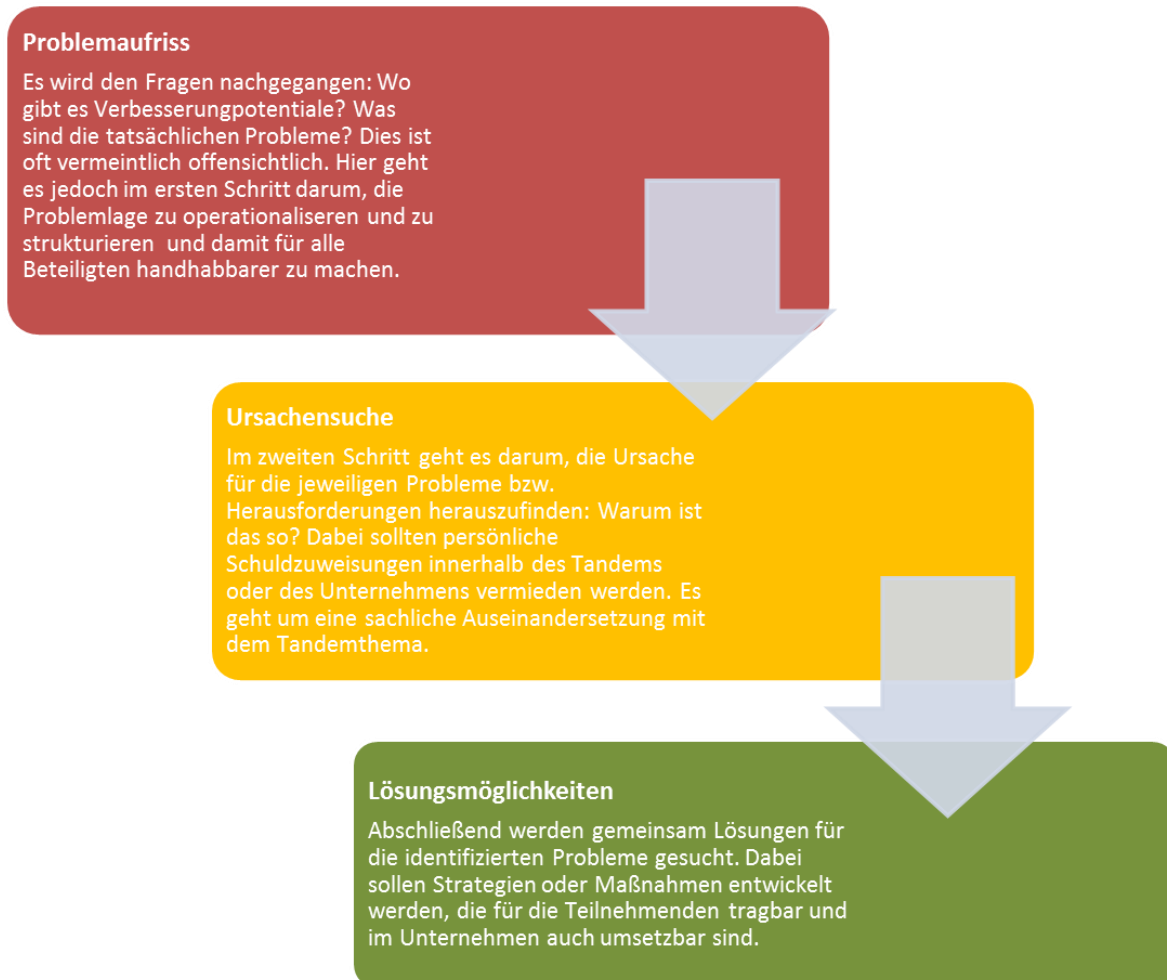 Problemaufriss
Es wird den Fragen nachgegangen: Wo
gibt es Verbesserungpotentiale? Was
sind die tatsächlichen Probleme? Dies ist
oft vermeintlich offensichtlich. Hier geht
es jedoch im ersten Schritt darum, die
Problemlage zu operationaliseren und zu
strukturieren und damit für alle
Beteiligten handhabbarer zu machen.
Ursachensuche
Im zweiten Schritt geht es darum, die Ursache
für die jeweiligen Probleme bzw.
Herausforderungen herauszufinden: Warum ist
das so? Dabei sollten persönliche
Schuldzuweisungen innerhalb des Tandems
oder des Unternehmens vermieden werden. Es
geht um eine sachliche Auseinandersetzung mit
dem Tandemthema.
Lösungsmöglichkeiten
Abschließend werden gemeinsam Lösungen für
die identifizierten Probleme gesucht. Dabei
sollen Strategien oder Maßnahmen entwickelt
werden, die für die Teilnehmenden tragbar und
im Unternehmen auch umsetzbar sind.